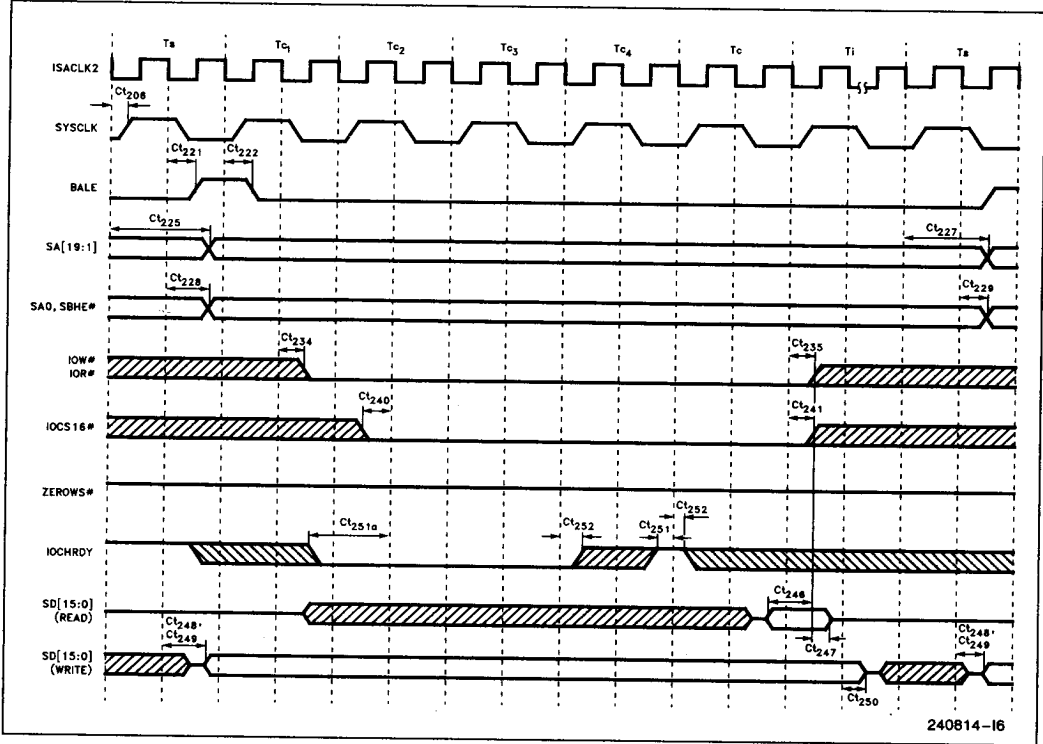 Ts Tc1 Tc2 Tc3 Tc4 Tc Ti Ts
ISACLK2
Ct206
SYSCLK
Ct221 Ct222
BALE
Ct225 Ct227
SA[19:1]
Ct228 Ct229
SA0, SBHE#
Ct234 Ct235
IOW#
IOR#
Ct240 Ct241
IOCS16#
ZEROWS#
Ct251a Ct252 Ct251 Ct252
IOCHRDY
Ct246
SD[15:0]
(READ)
Ct247
Ct248, Ct248,
Ct249 Ct249
SD[15:0]
(WRITE)
Ct250
240814-I6